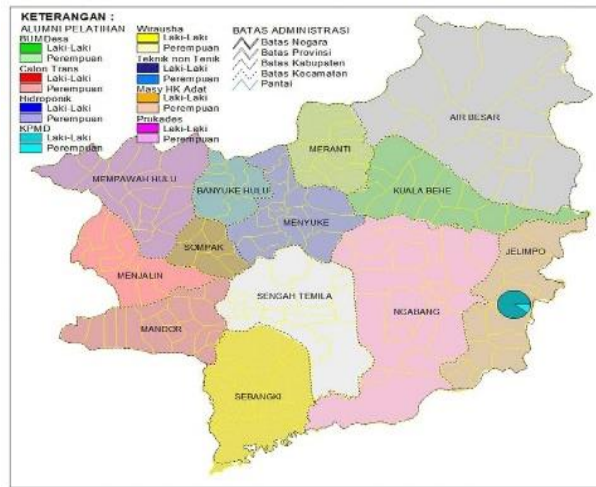 KETERANGAN :
ALUMNI PELATIHAN
BUMDesa
Laki-Laki
Perempuan
Calon Trans
Laki-Laki
Perempuan
Hidroponik
Laki-Laki
Perempuan
KPMD
Laki-Laki
Perempuan
Wirausha
Laki-Laki
Perempuan
Teknik non Tenik
Laki-Laki
Perempuan
Masy HK Adat
Laki-Laki
Perempuan
Prukades
Laki-Laki
Perempuan
BATAS ADMINISTRASI
Batas Nogara
Batas Provinsi
Batas Kabupaten
Batas Kocamatan
Pantai
AIR BESAR
MERANTI
MEMPAWAH HULU
BANYUKE HULU
KUALA BEHE
MENYUKE
SOMPAK
JELIMPO
MENJALIN
SENGAH TEMILA
NGABANG
MANDOR
SEBANGKI